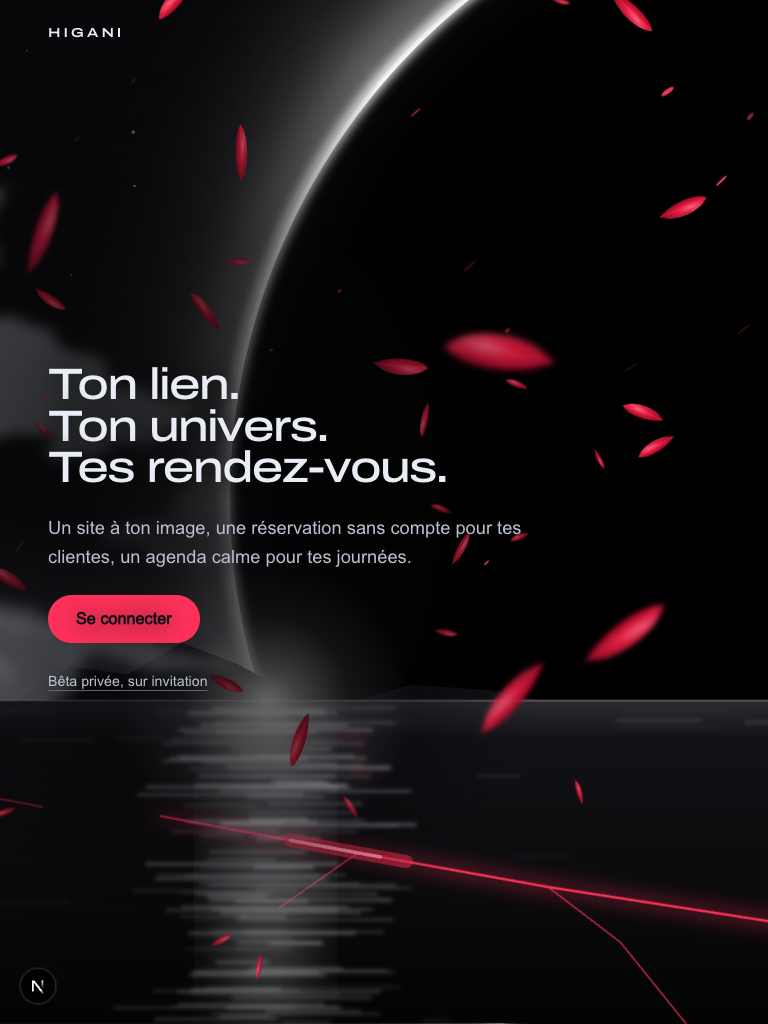 HIGANI
Ton lien.
Ton univers.
Tes rendez-vous.
Un site à ton image, une réservation sans compte pour tes
clientes, un agenda calme pour tes journées.
Se connecter
Bêta privée, sur invitation
N